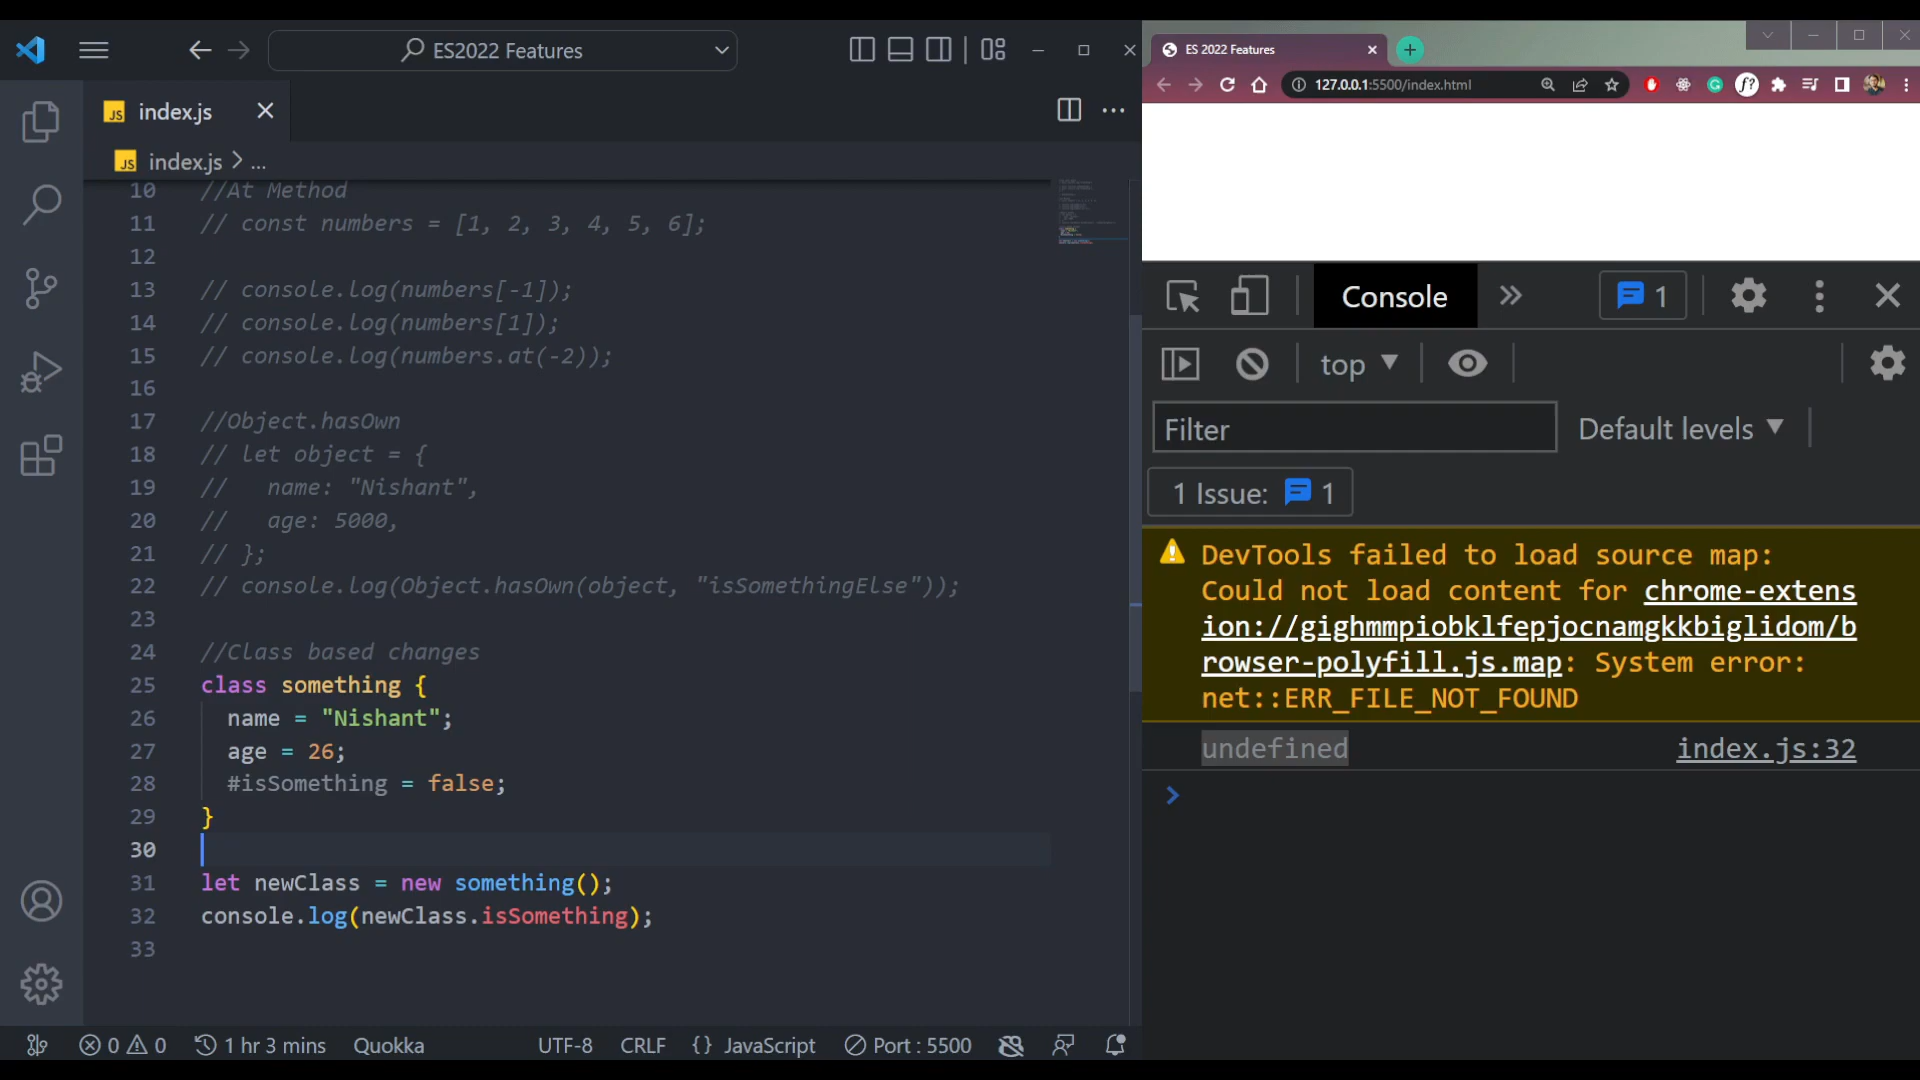 ES2022 Features
JS index.js
JS index.js > ...
10 //At Method
11 // const numbers = [1, 2, 3, 4, 5, 6];
12
13 // console.log(numbers[-1]);
14 // console.log(numbers[1]);
15 // console.log(numbers.at(-2));
16
17 //Object.hasOwn
18 // let object = {
19 //   name: "Nishant",
20 //   age: 5000,
21 // };
22 // console.log(Object.hasOwn(object, "isSomethingElse"));
23
24 //Class based changes
25 class something {
26   name = "Nishant";
27   age = 26;
28   #isSomething = false;
29 }
30
31 let newClass = new something();
32 console.log(newClass.isSomething);
33
0 0 1 hr 3 mins Quokka UTF-8 CRLF {} JavaScript Port : 5500
ES 2022 Features
127.0.0.1:5500/index.html
f?
Console 1
top
Filter Default levels
1 Issue: 1
DevTools failed to load source map:
Could not load content for chrome-extens
ion://gighmmpiobklfepjocnamgkkbiglidom/b
rowser-polyfill.js.map: System error:
net::ERR_FILE_NOT_FOUND
undefined index.js:32